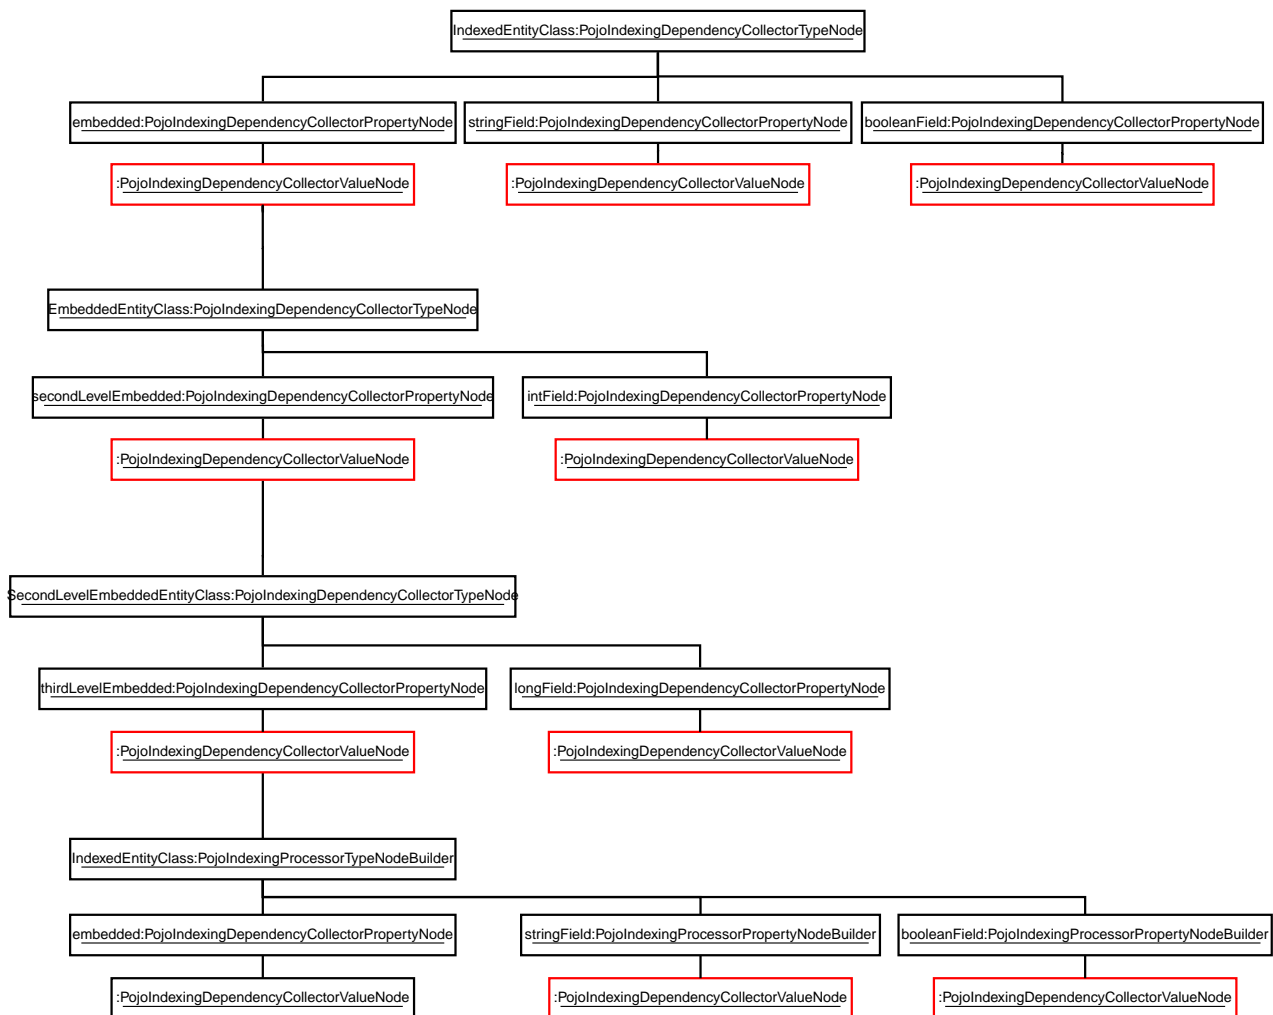 IndexedEntityClass:PojoIndexingDependencyCollectorTypeNode
embedded:PojoIndexingDependencyCollectorPropertyNode
stringField:PojoIndexingDependencyCollectorPropertyNode
booleanField:PojoIndexingDependencyCollectorPropertyNode
:PojoIndexingDependencyCollectorValueNode
:PojoIndexingDependencyCollectorValueNode
:PojoIndexingDependencyCollectorValueNode
EmbeddedEntityClass:PojoIndexingDependencyCollectorTypeNode
secondLevelEmbedded:PojoIndexingDependencyCollectorPropertyNode
intField:PojoIndexingDependencyCollectorPropertyNode
:PojoIndexingDependencyCollectorValueNode
:PojoIndexingDependencyCollectorValueNode
SecondLevelEmbeddedEntityClass:PojoIndexingDependencyCollectorTypeNode
thirdLevelEmbedded:PojoIndexingDependencyCollectorPropertyNode
longField:PojoIndexingDependencyCollectorPropertyNode
:PojoIndexingDependencyCollectorValueNode
:PojoIndexingDependencyCollectorValueNode
IndexedEntityClass:PojoIndexingProcessorTypeNodeBuilder
embedded:PojoIndexingDependencyCollectorPropertyNode
stringField:PojoIndexingProcessorPropertyNodeBuilder
booleanField:PojoIndexingProcessorPropertyNodeBuilder
:PojoIndexingDependencyCollectorValueNode
:PojoIndexingDependencyCollectorValueNode
:PojoIndexingDependencyCollectorValueNode